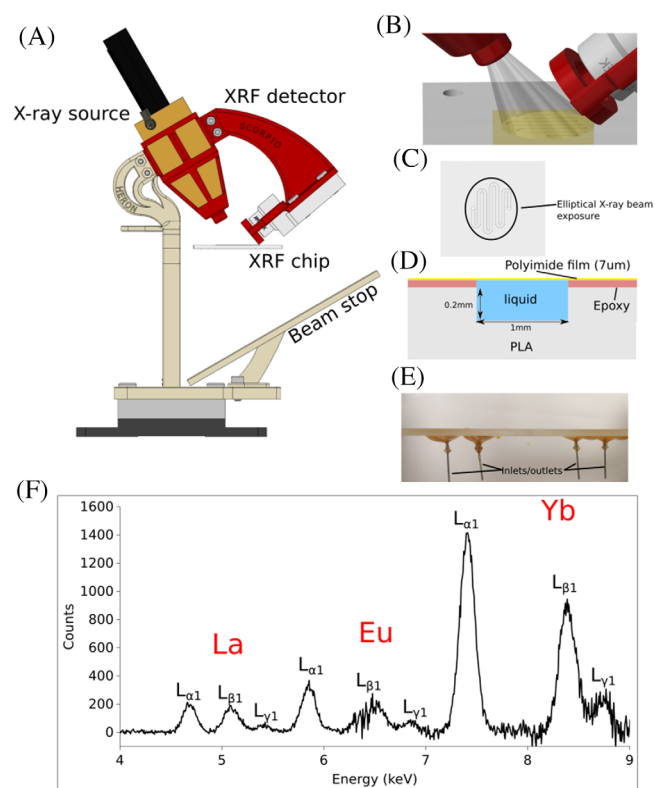 (A)
X-ray source
XRF detector
SCORPIO
HERON
XRF chip
Beam stop
(B)
(C)
Elliptical X-ray beam
exposure
(D)
Polyimide film (7um)
liquid
0.2mm
1mm
Epoxy
PLA
(E)
Inlets/outlets
(F)
1600
1400
1200
1000
800
600
400
200
0
Counts
4
5
6
7
8
9
Energy (keV)
La
Lα1
Lβ1
Lγ1
Eu
Lα1
Lβ1
Lγ1
Yb
Lα1
Lβ1
Lγ1